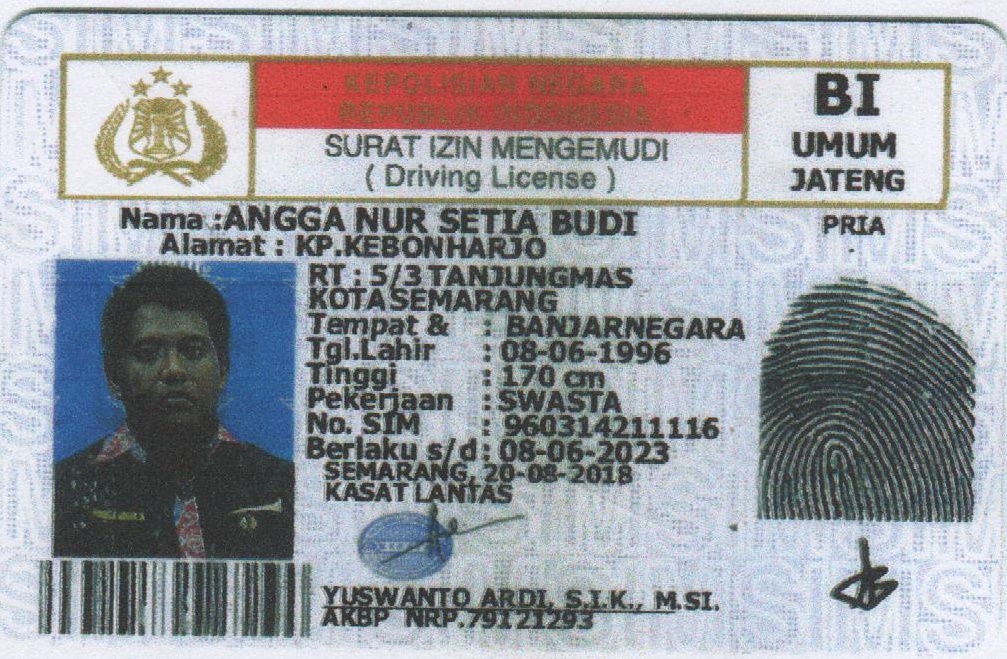 KEPOLISIAN NEGARA
REPUBLIK INDONESIA
SURAT IZIN MENGEMUDI
( Driving License )
BI
UMUM
JATENG
Nama :ANGGA NUR SETIA BUDI
PRIA
Alamat : KP.KEBONHARJO
RT : 5/3 TANJUNGMAS
KOTASEMARANG
Tempat & : BANJARNEGARA
Tgl.Lahir : 08-06-1996
Tinggi : 170 cm
Pekerjaan : SWASTA
No. SIM : 960314211116
Berlaku s/d : 08-06-2023
SEMARANG, 20-08-2018
KASAT LANTAS
YUSWANTO ARDI, S.I.K., M.SI.
AKBP NRP.79121293